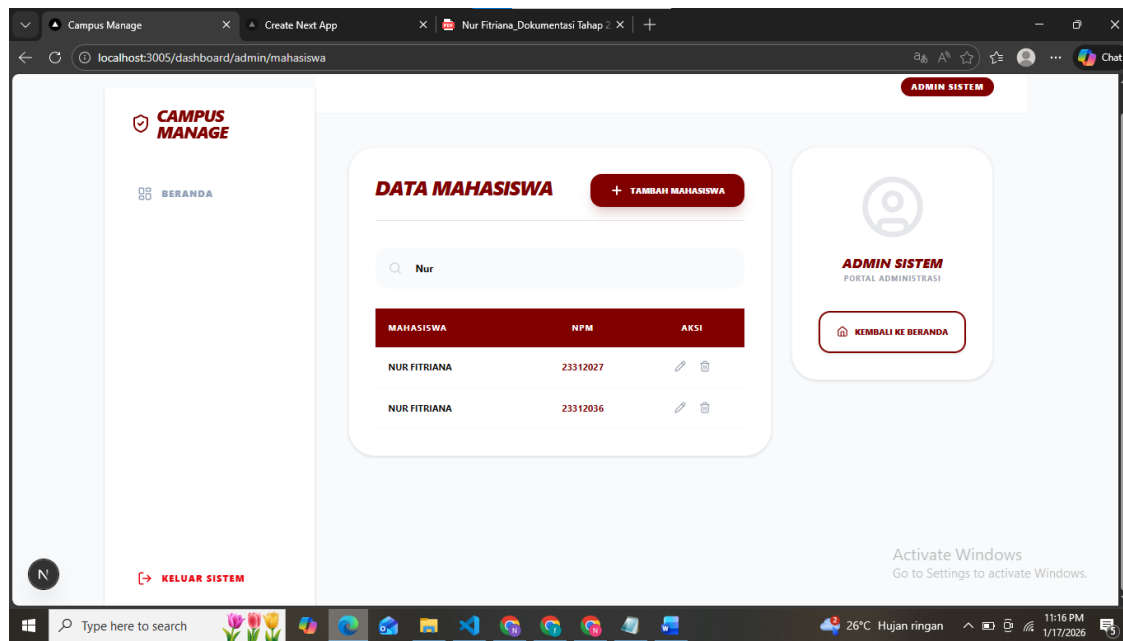 Campus Manage
Create Next App
Nur Fitriana_Dokumentasi Tahap 2
localhost:3005/dashboard/admin/mahasiswa
Chat
ADMIN SISTEM
CAMPUS
MANAGE
BERANDA
DATA MAHASISWA
+ TAMBAH MAHASISWA
Nur
MAHASISWA NPM AKSI
NUR FITRIANA 23312027
NUR FITRIANA 23312036
ADMIN SISTEM
PORTAL ADMINISTRASI
KEMBALI KE BERANDA
KELUAR SISTEM
N
Activate Windows
Go to Settings to activate Windows.
Type here to search
26°C Hujan ringan
11:16 PM
1/17/2026